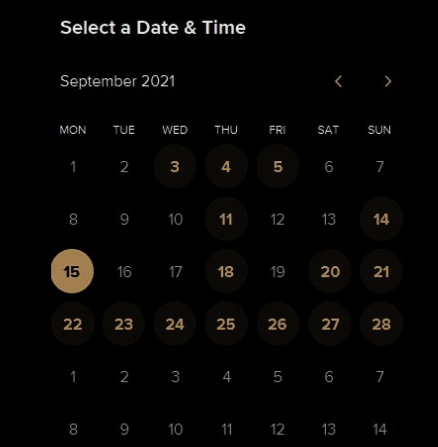 Select a Date & Time
September 2021
MON TUE WED THU FRI SAT SUN
1 2 3 4 5 6 7
8 9 10 11 12 13 14
15 16 17 18 19 20 21
22 23 24 25 26 27 28
1 2 3 4 5 6 7
8 9 10 11 12 13 14